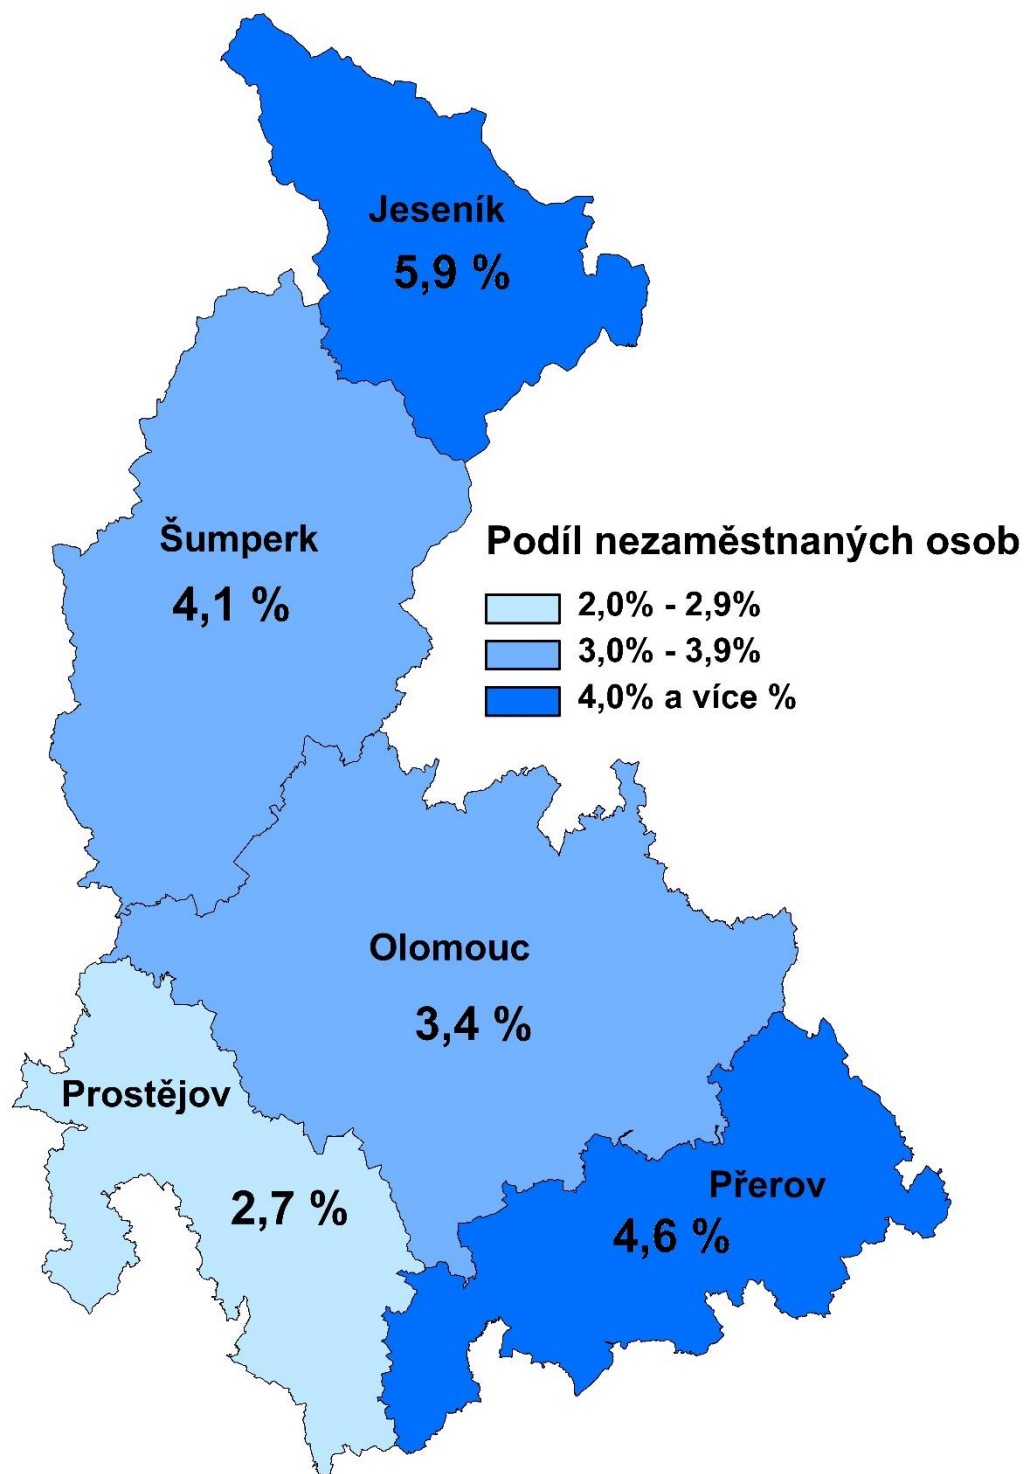 Jeseník
5,9 %
Šumperk
4,1 %
Podíl nezaměstnaných osob
2,0% - 2,9%
3,0% - 3,9%
4,0% a více %
Olomouc
3,4 %
Prostějov
2,7 %
Přerov
4,6 %